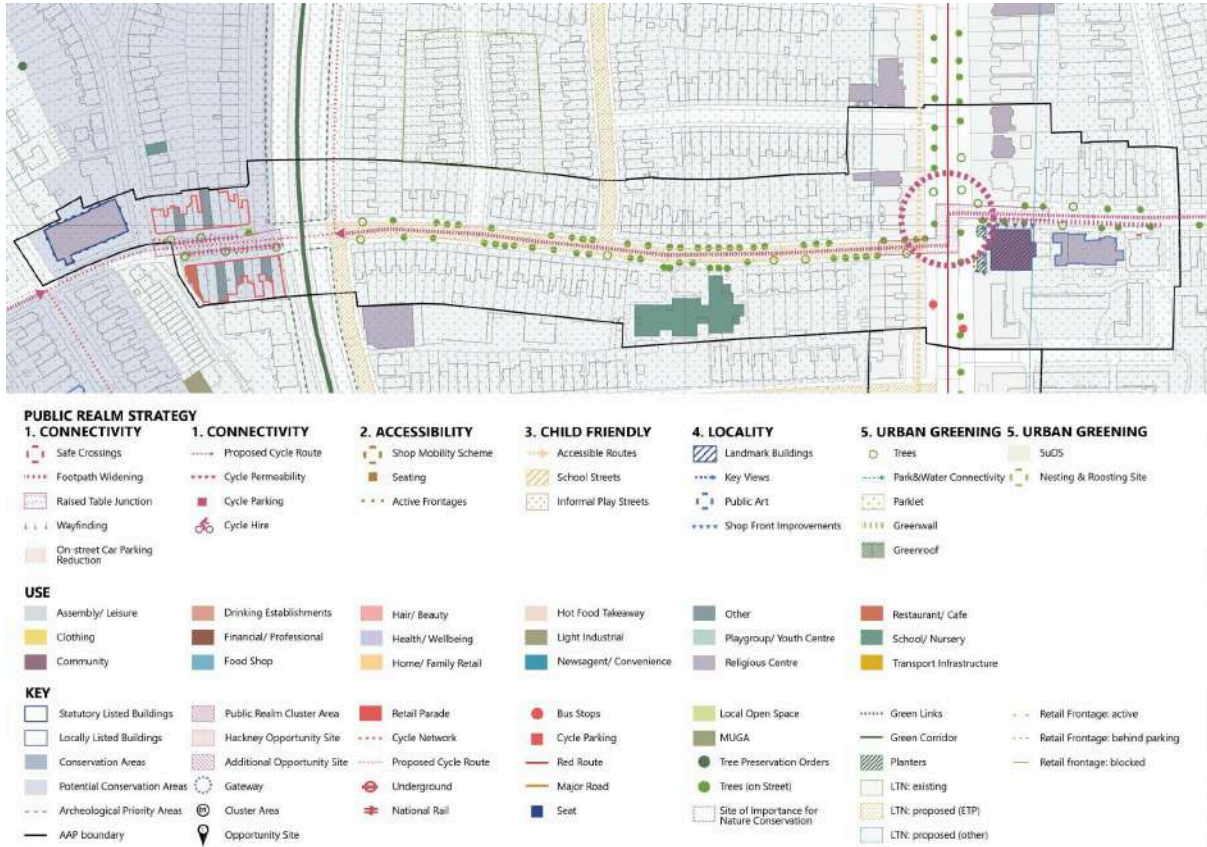 PUBLIC REALM STRATEGY
1. CONNECTIVITY
Safe Crossings
Footpath Widening
Raised Table Junction
Wayfinding
On-street Car Parking
Reduction
1. CONNECTIVITY
Proposed Cycle Route
Cycle Permeability
Cycle Parking
Cycle Hire
2. ACCESSIBILITY
Shop Mobility Scheme
Seating
Active Frontages
3. CHILD FRIENDLY
Accessible Routes
School Streets
Informal Play Streets
4. LOCALITY
Landmark Buildings
Key Views
Public Art
Shop Front Improvements
5. URBAN GREENING
Trees
Park&Water Connectivity
Parklet
Greenwall
Greenroof
5. URBAN GREENING
SuDS
Nesting & Roosting Site
USE
Assembly/ Leisure
Clothing
Community
Drinking Establishments
Financial/ Professional
Food Shop
Hair/ Beauty
Health/ Wellbeing
Home/ Family Retail
Hot Food Takeaway
Light Industrial
Newsagent/ Convenience
Other
Playgroup/ Youth Centre
Religious Centre
Restaurant/ Cafe
School/ Nursery
Transport Infrastructure
KEY
Statutory Listed Buildings
Locally Listed Buildings
Conservation Areas
Potential Conservation Areas
Archeological Priority Areas
AAP boundary
Public Realm Cluster Area
Hackney Opportunity Site
Additional Opportunity Site
Gateway
Cluster Area
Opportunity Site
Retail Parade
Cycle Network
Proposed Cycle Route
Underground
National Rail
Bus Stops
Cycle Parking
Red Route
Major Road
Seat
Local Open Space
MUGA
Tree Preservation Orders
Trees (on Street)
Site of Importance for
Nature Conservation
Green Links
Green Corridor
Planters
LTN: existing
LTN: proposed (ETP)
LTN: proposed (other)
Retail Frontage: active
Retail Frontage: behind parking
Retail frontage: blocked